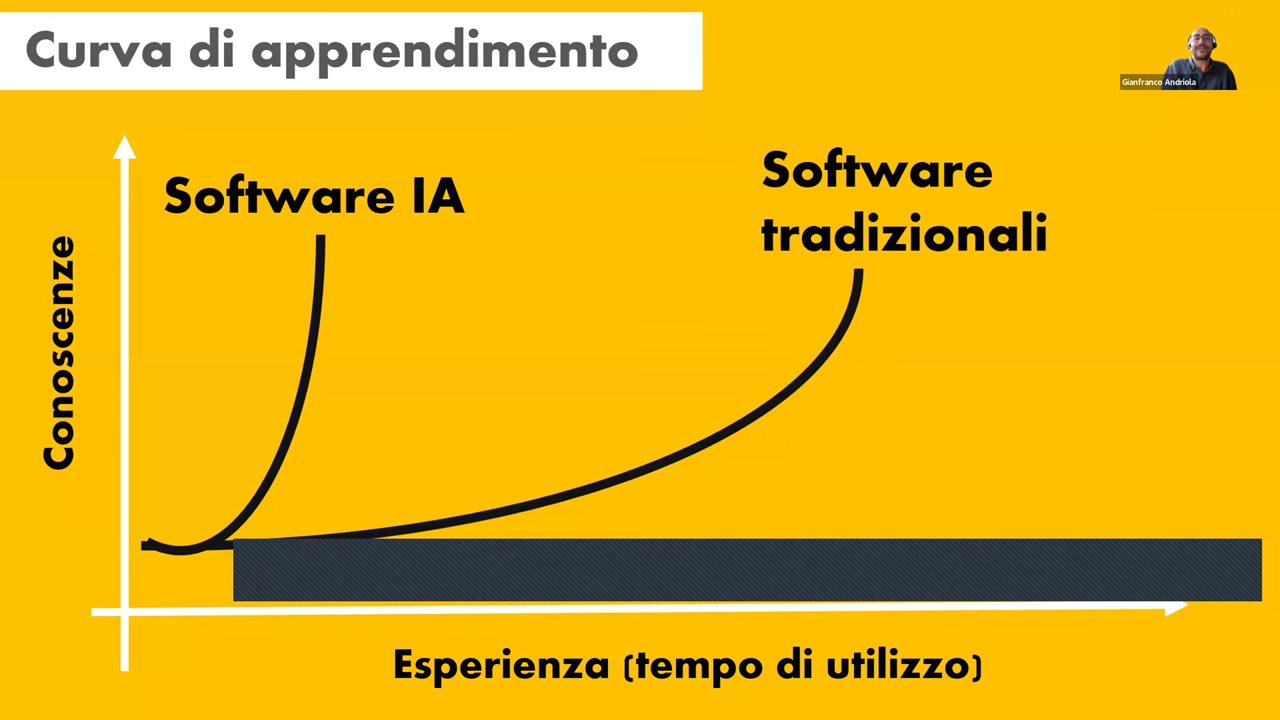 Curva di apprendimento
Gianfranco Andriola
Software IA
Software
tradizionali
Conoscenze
Esperienza (tempo di utilizzo)